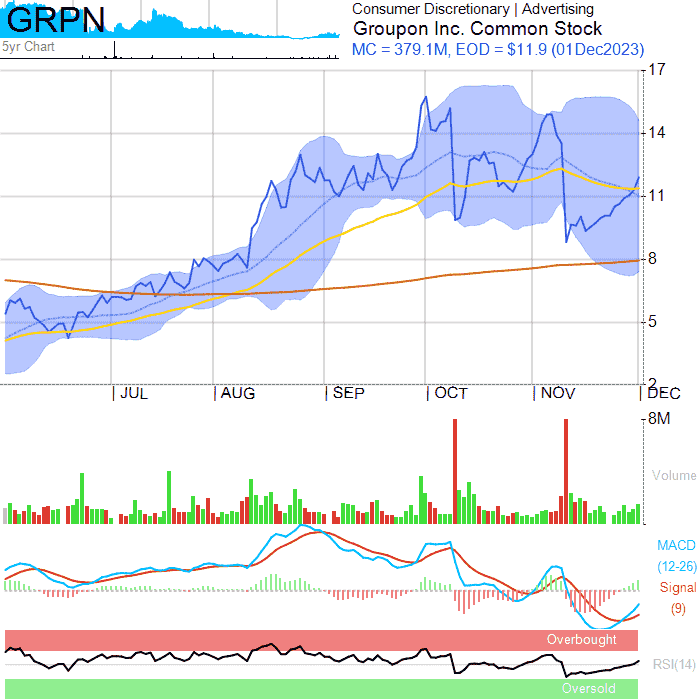 GRPN
5yr Chart
Consumer Discretionary | Advertising
Groupon Inc. Common Stock
MC = 379.1M, EOD = $11.9 (01Dec2023)
17
14
11
8
5
2
JUL
AUG
SEP
OCT
NOV
DEC
8M
Volume
MACD
(12-26)
Signal
(9)
Overbought
RSI(14)
Oversold